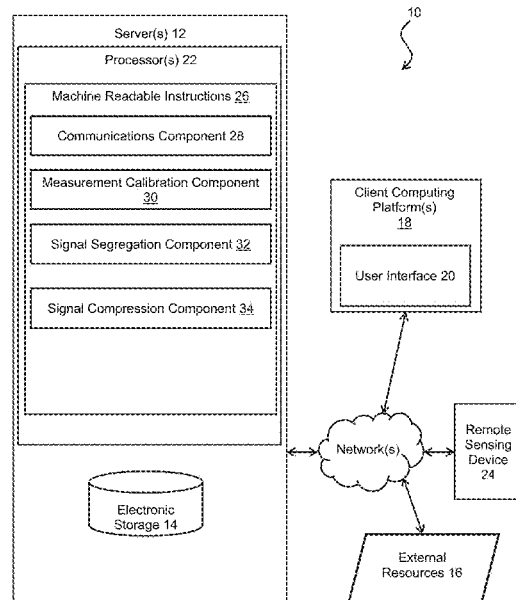 Server(s) 12
Processor(s) 22
Machine Readable Instructions 26
Communications Component 28
Measurement Calibration Component
30
Signal Segregation Component 32
Signal Compression Component 34
Electronic
Storage 14
10
Client Computing
Platform(s)
18
User Interface 20
Network(s)
Remote
Sensing
Device
24
External
Resources 16